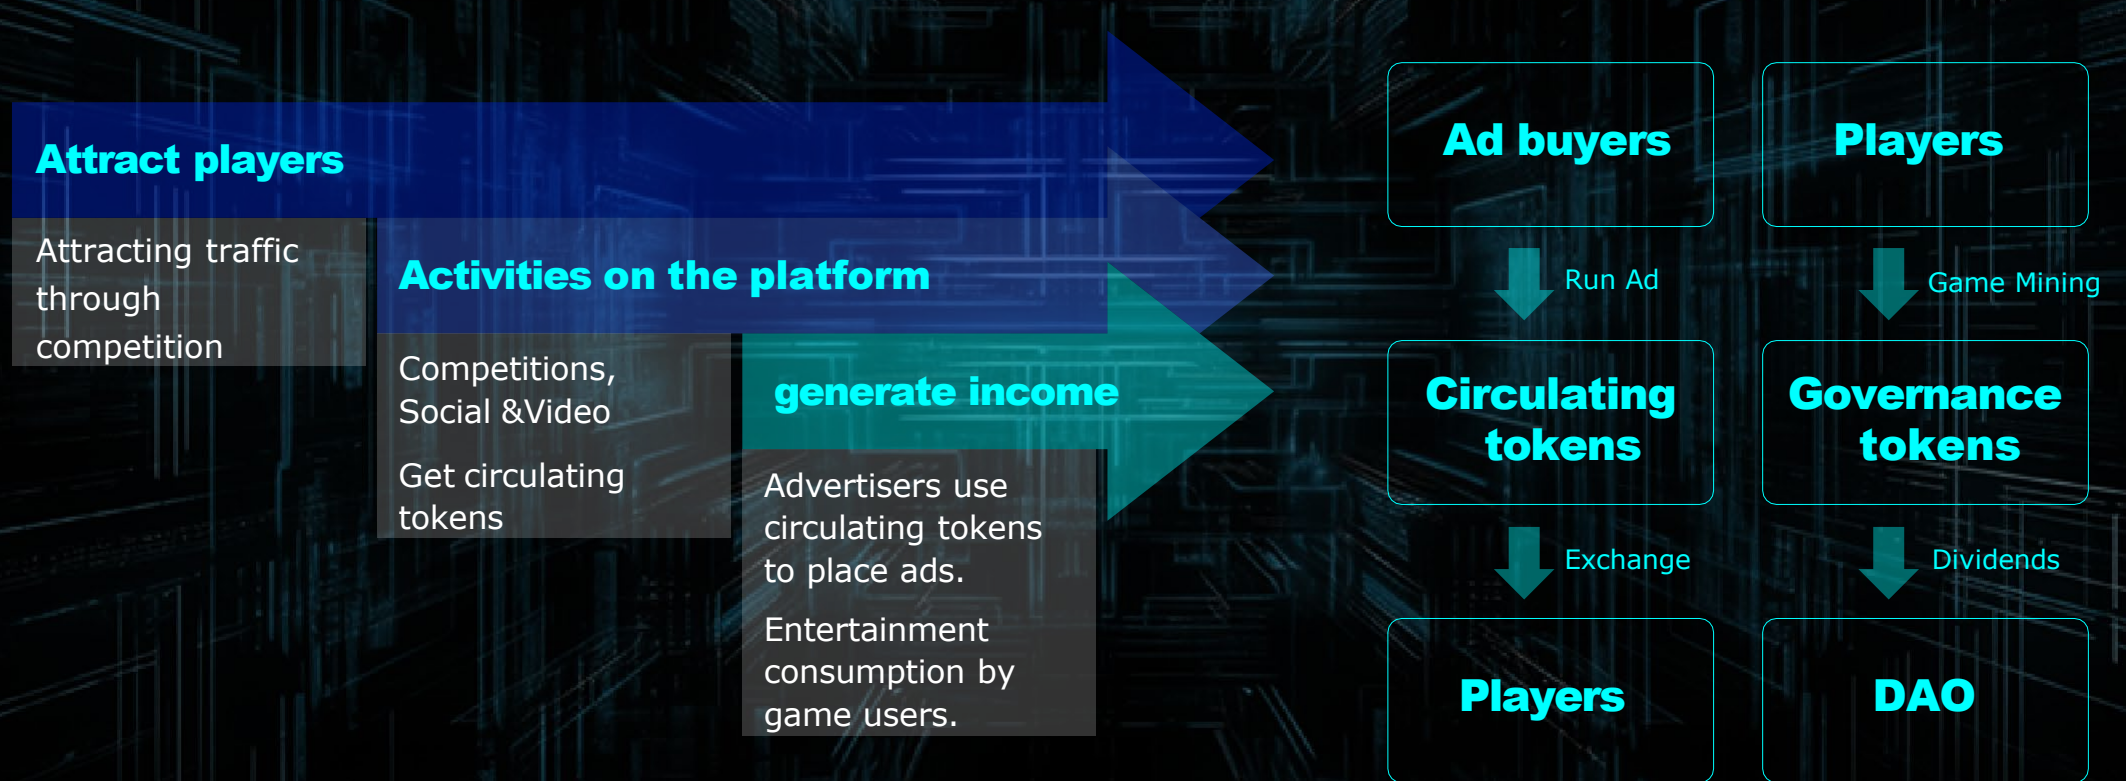 Attract players
Attracting traffic
through
competition
Activities on the platform
Competitions,
Social &Video
Get circulating
tokens
generate income
Advertisers use
circulating tokens
to place ads.
Entertainment
consumption by
game users.
Ad buyers
Run Ad
Circulating
tokens
Exchange
Players
Players
Game Mining
Governance
tokens
Dividends
DAO